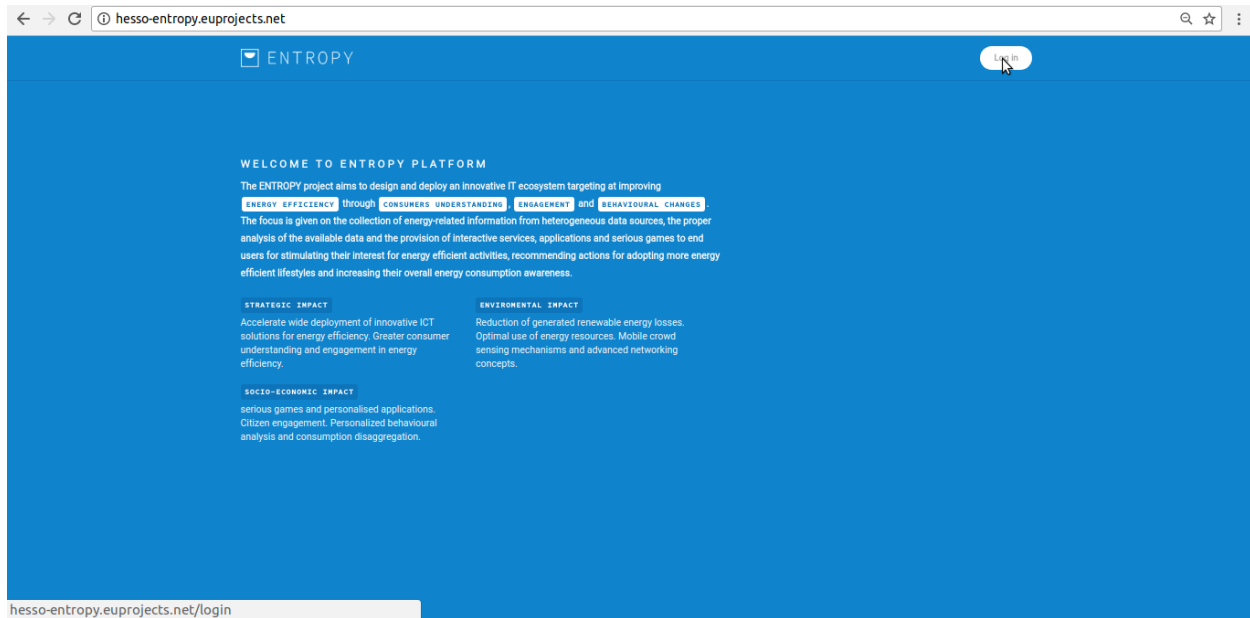 hesso-entropy.euprojects.net
ENTROPY
Log in
WELCOME TO ENTROPY PLATFORM
The ENTROPY project aims to design and deploy an innovative IT ecosystem targeting at improving
ENERGY EFFICIENCY through CONSUMERS UNDERSTANDING, ENGAGEMENT and BEHAVIOURAL CHANGES.
The focus is given on the collection of energy-related information from heterogeneous data sources, the proper
analysis of the available data and the provision of interactive services, applications and serious games to end
users for stimulating their interest for energy efficient activities, recommending actions for adopting more energy
efficient lifestyles and increasing their overall energy consumption awareness.
STRATEGIC IMPACT
Accelerate wide deployment of innovative ICT
solutions for energy efficiency. Greater consumer
understanding and engagement in energy
efficiency.
ENVIROMENTAL IMPACT
Reduction of generated renewable energy losses.
Optimal use of energy resources. Mobile crowd
sensing mechanisms and advanced networking
concepts.
SOCIO-ECONOMIC IMPACT
serious games and personalised applications.
Citizen engagement. Personalized behavioural
analysis and consumption disaggregation.
hesso-entropy.euprojects.net/login